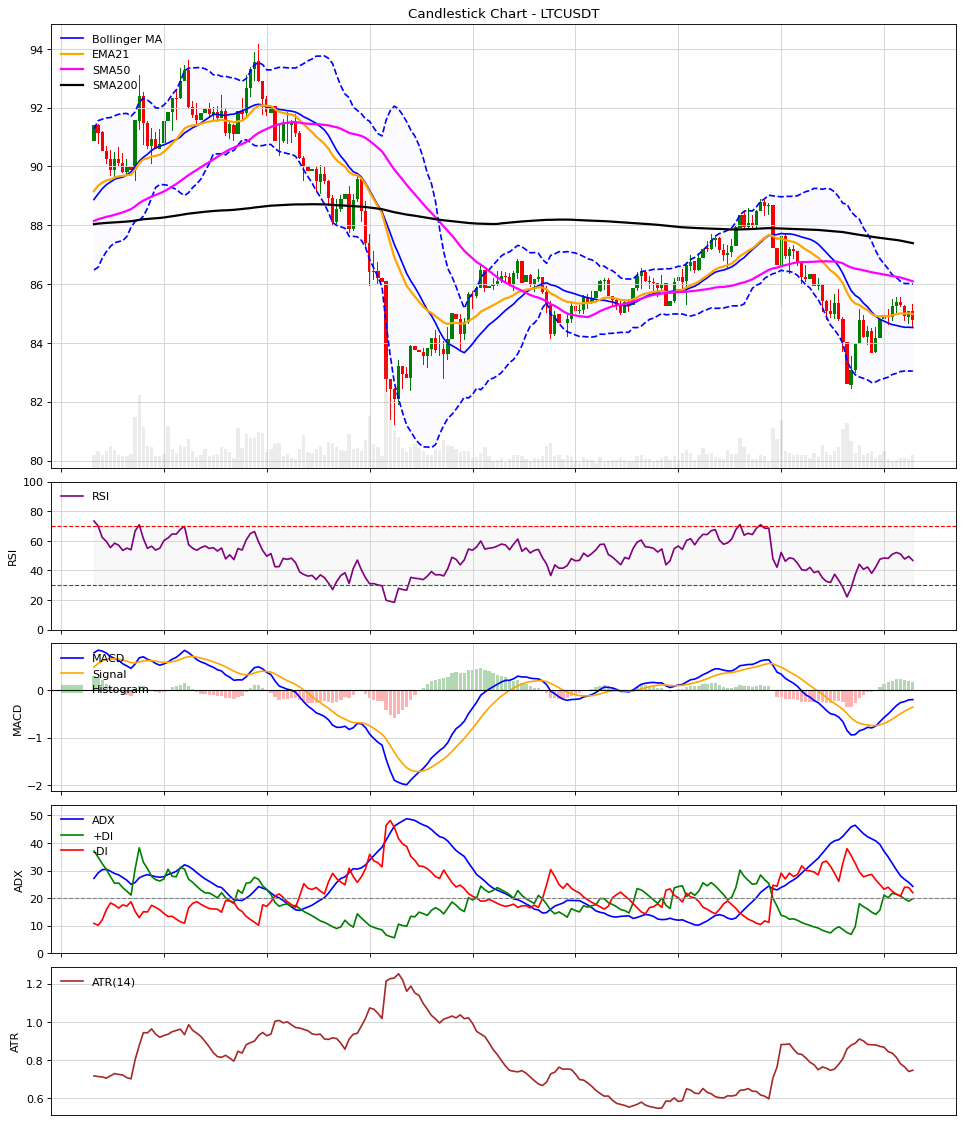 Candlestick Chart - LTCUSDT
Bollinger MA
EMA21
SMA50
SMA200
94
92
90
88
86
84
82
80
RSI
100
80
60
40
20
0
RSI
MACD
Signal
Histogram
0
−1
−2
MACD
ADX
+DI
-DI
50
40
30
20
10
0
ADX
ATR(14)
1.2
1.0
0.8
0.6
ATR